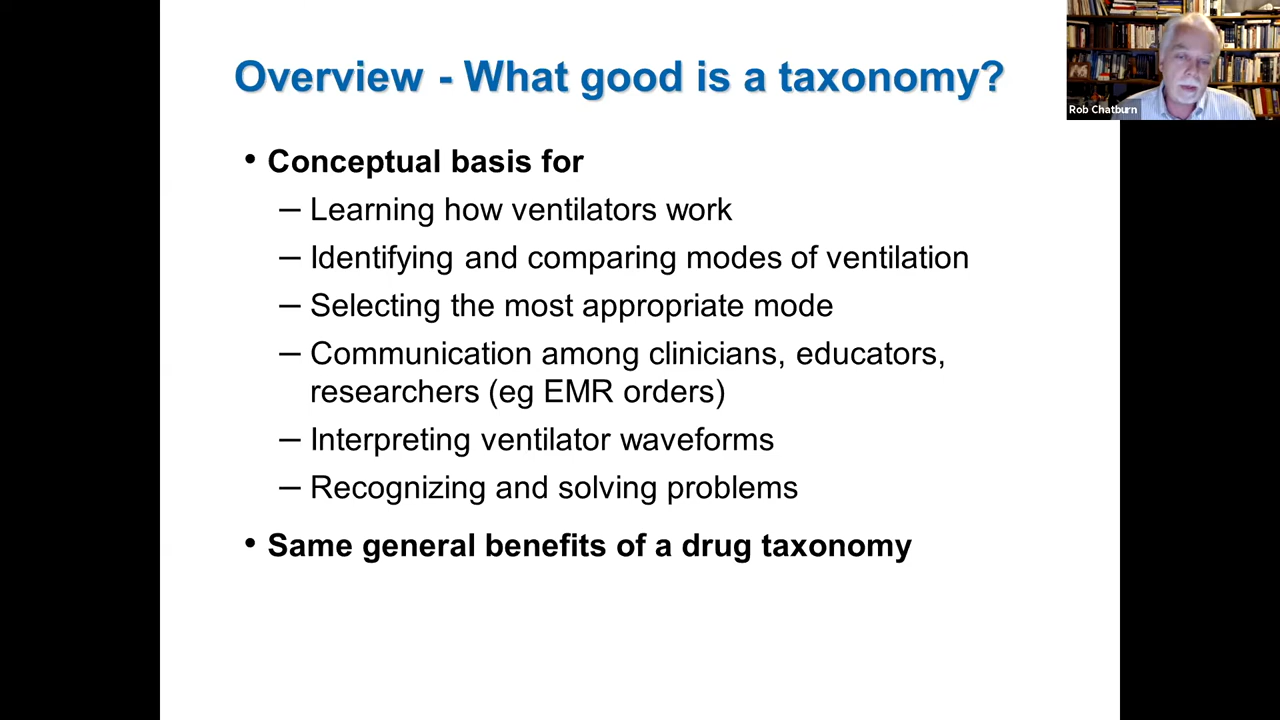 Overview - What good is a taxonomy?
• Conceptual basis for
– Learning how ventilators work
– Identifying and comparing modes of ventilation
– Selecting the most appropriate mode
– Communication among clinicians, educators,
researchers (eg EMR orders)
– Interpreting ventilator waveforms
– Recognizing and solving problems
• Same general benefits of a drug taxonomy
Rob Chatburn